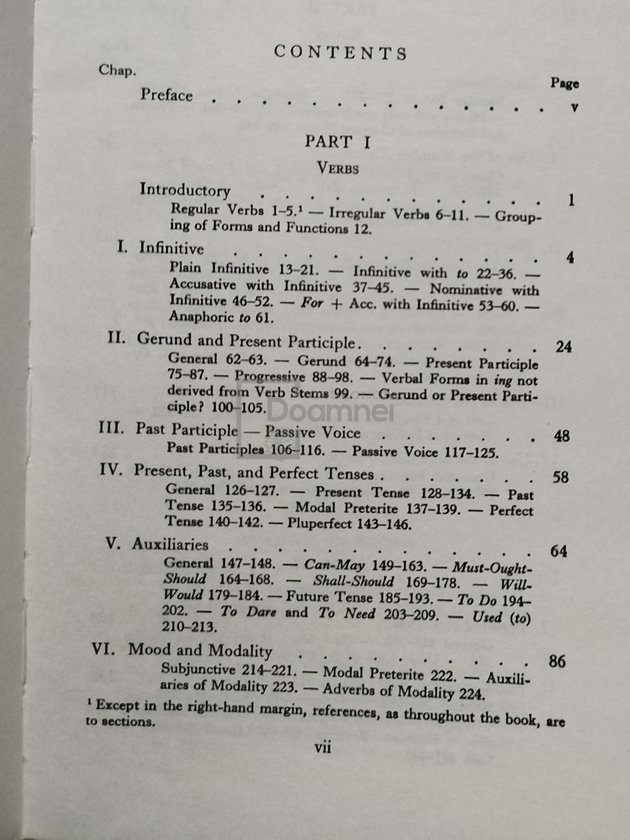 CONTENTS
Chap.
Page
Preface . . . . . . . . . . . . . . v
PART I
VERBS
Introductory . . . . . . . . . . . . 1
Regular Verbs 1–5.¹ — Irregular Verbs 6–11. — Group-
ing of Forms and Functions 12.
I. Infinitive . . . . . . . . . . . . . 4
Plain Infinitive 13–21. — Infinitive with to 22–36. —
Accusative with Infinitive 37–45. — Nominative with
Infinitive 46–52. — For + Acc. with Infinitive 53–60. —
Anaphoric to 61.
II. Gerund and Present Participle . . . . . . . . 24
General 62–63. — Gerund 64–74. — Present Participle
75–87. — Progressive 88–98. — Verbal Forms in ing not
derived from Verb Stems 99. — Gerund or Present Parti-
ciple? 100–105.
Doamnei
III. Past Participle — Passive Voice . . . . . . . 48
Past Participles 106–116. — Passive Voice 117–125.
IV. Present, Past, and Perfect Tenses . . . . . . . 58
General 126–127. — Present Tense 128–134. — Past
Tense 135–136. — Modal Preterite 137–139. — Perfect
Tense 140–142. — Pluperfect 143–146.
V. Auxiliaries . . . . . . . . . . . . . 64
General 147–148. — Can-May 149–163. — Must-Ought-
Should 164–168. — Shall-Should 169–178. — Will-
Would 179–184. — Future Tense 185–193. — To Do 194–
202. — To Dare and To Need 203–209. — Used (to)
210–213.
VI. Mood and Modality . . . . . . . . . . 86
Subjunctive 214–221. — Modal Preterite 222. — Auxili-
aries of Modality 223. — Adverbs of Modality 224.
¹ Except in the right-hand margin, references, as throughout the book, are
to sections.
vii